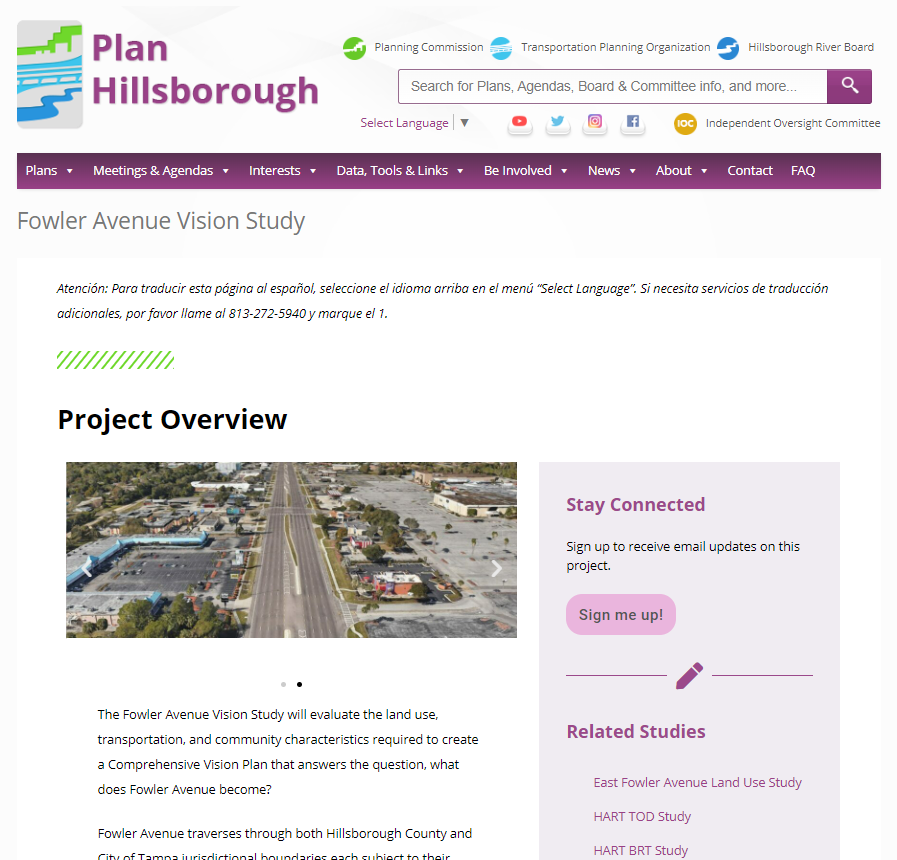 Plan
Hillsborough
Planning Commission
Transportation Planning Organization
Hillsborough River Board
Search for Plans, Agendas, Board & Committee info, and more...
Select Language ▼
IOC
Independent Oversight Committee
Plans Meetings & Agendas Interests Data, Tools & Links Be Involved News About Contact FAQ
Fowler Avenue Vision Study
Atención: Para traducir esta página al español, seleccione el idioma arriba en el menú “Select Language”. Si necesita servicios de traducción
adicionales, por favor llame al 813-272-5940 y marque el 1.
Project Overview
The Fowler Avenue Vision Study will evaluate the land use,
transportation, and community characteristics required to create
a Comprehensive Vision Plan that answers the question, what
does Fowler Avenue become?
Fowler Avenue traverses through both Hillsborough County and
City of Tampa jurisdictional boundaries each subject to their
Stay Connected
Sign up to receive email updates on this
project.
Sign me up!
Related Studies
East Fowler Avenue Land Use Study
HART TOD Study
HART BRT Study